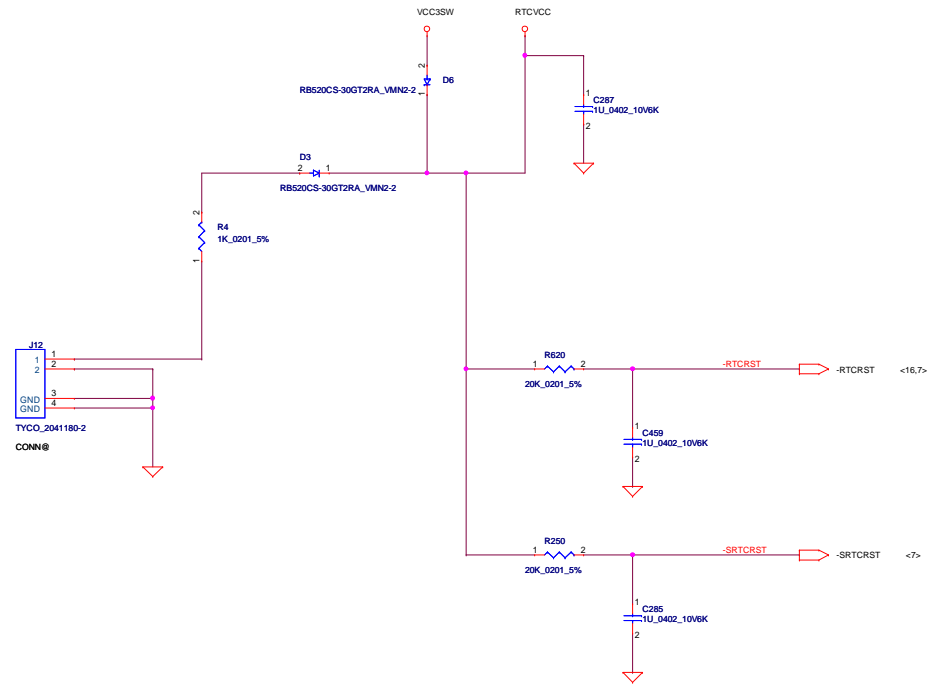 VCC3SW
RTCVCC
2
D6
RB520CS-30GT2RA_VMN2-2
1
1
C287
1U_0402_10V6K
2
D3
2
1
RB520CS-30GT2RA_VMN2-2
2
R4
1K_0201_5%
1
J12
1
1
2
2
GND
3
GND
4
TYCO_2041180-2
CONN@
R620
1
2
20K_0201_5%
-RTCRST
-RTCRST
<16,7>
1
C459
1U_0402_10V6K
2
R250
1
2
20K_0201_5%
-SRTCRST
-SRTCRST
<7>
1
C285
1U_0402_10V6K
2